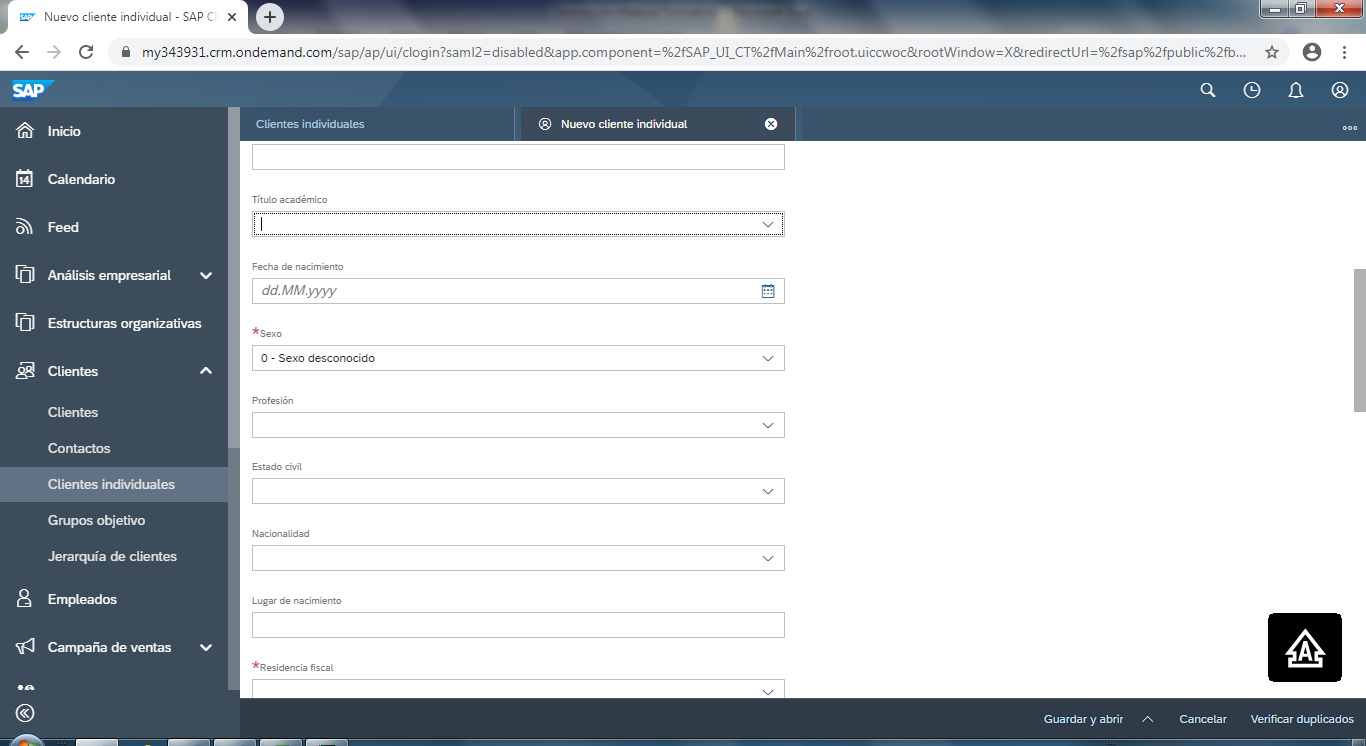 Nuevo cliente individual - SAP Cl
my343931.crm.ondemand.com/sap/ap/ui/clogin?saml2=disabled&app.component=%2fSAP_UI_CT%2fMain%2froot.uiccwoc&rootWindow=X&redirectUrl=%2fsap%2fpublic%2fb...
SAP
Inicio
14 Calendario
Feed
Análisis empresarial
Estructuras organizativas
Clientes
Clientes
Contactos
Clientes individuales
Grupos objetivo
Jerarquía de clientes
Empleados
Campaña de ventas
Clientes individuales
Nuevo cliente individual
Título académico
Fecha de nacimiento
dd.MM.yyyy
*Sexo
0 - Sexo desconocido
Profesión
Estado civil
Nacionalidad
Lugar de nacimiento
*Residencia fiscal
A
Guardar y abrir
Cancelar
Verificar duplicados